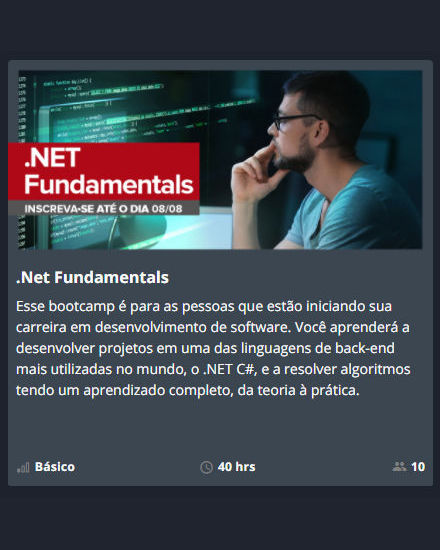 .NET
Fundamentals
INSCREVA-SE ATÉ O DIA 08/08
.Net Fundamentals
Esse bootcamp é para as pessoas que estão iniciando sua
carreira em desenvolvimento de software. Você aprenderá a
desenvolver projetos em uma das linguagens de back-end
mais utilizadas no mundo, o .NET C#, e a resolver algoritmos
tendo um aprendizado completo, da teoria à prática.
Básico 40 hrs 10